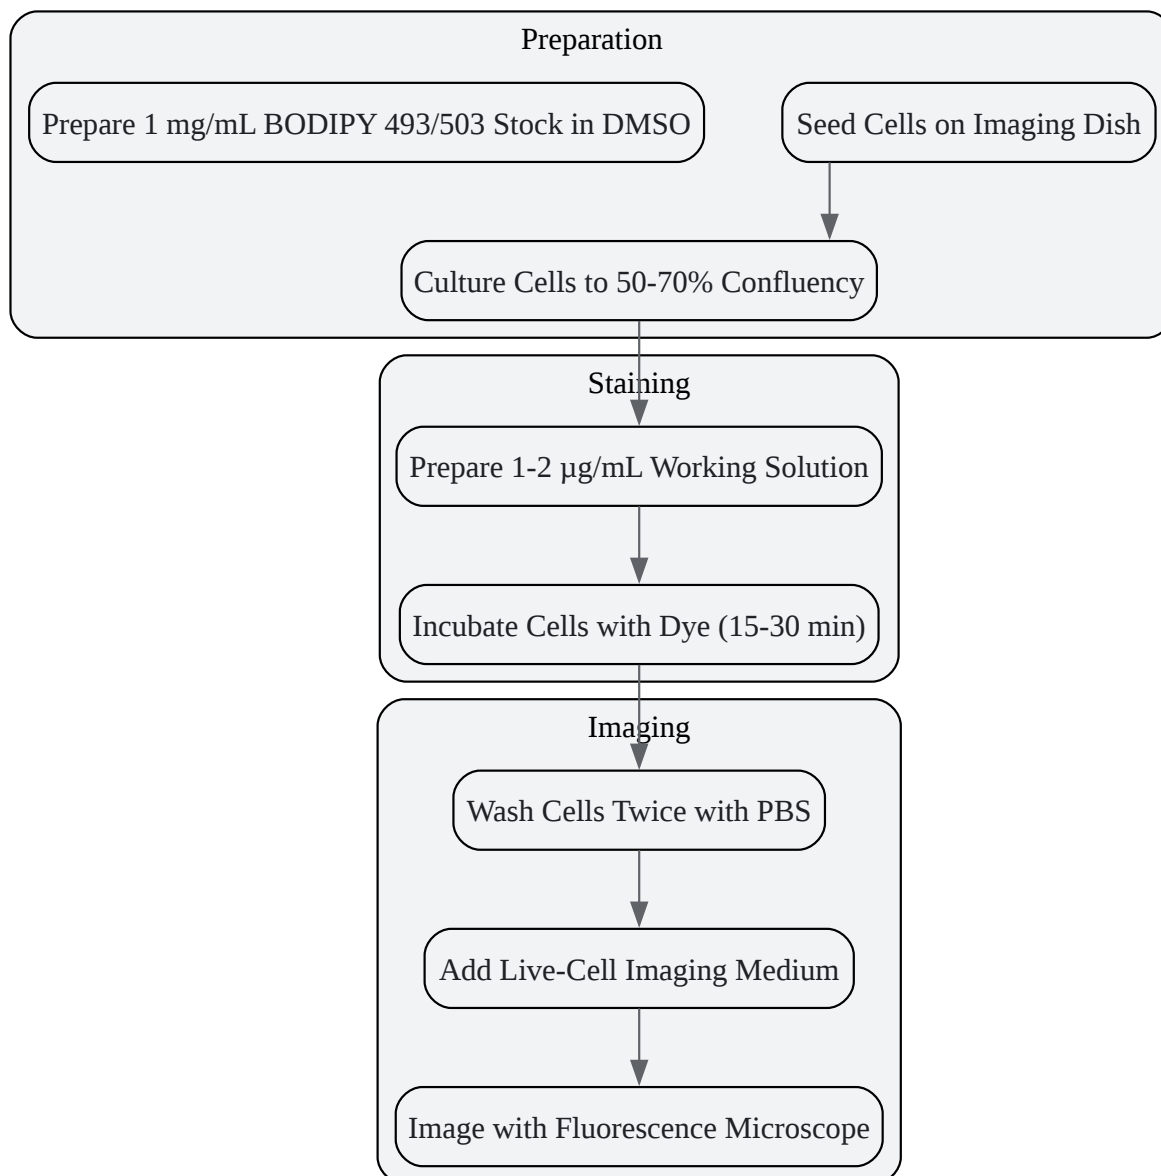 Preparation
Prepare 1 mg/mL BODIPY 493/503 Stock in DMSO
Seed Cells on Imaging Dish
Culture Cells to 50-70% Confluency
Staining
Prepare 1-2 µg/mL Working Solution
Incubate Cells with Dye (15-30 min)
Imaging
Wash Cells Twice with PBS
Add Live-Cell Imaging Medium
Image with Fluorescence Microscope